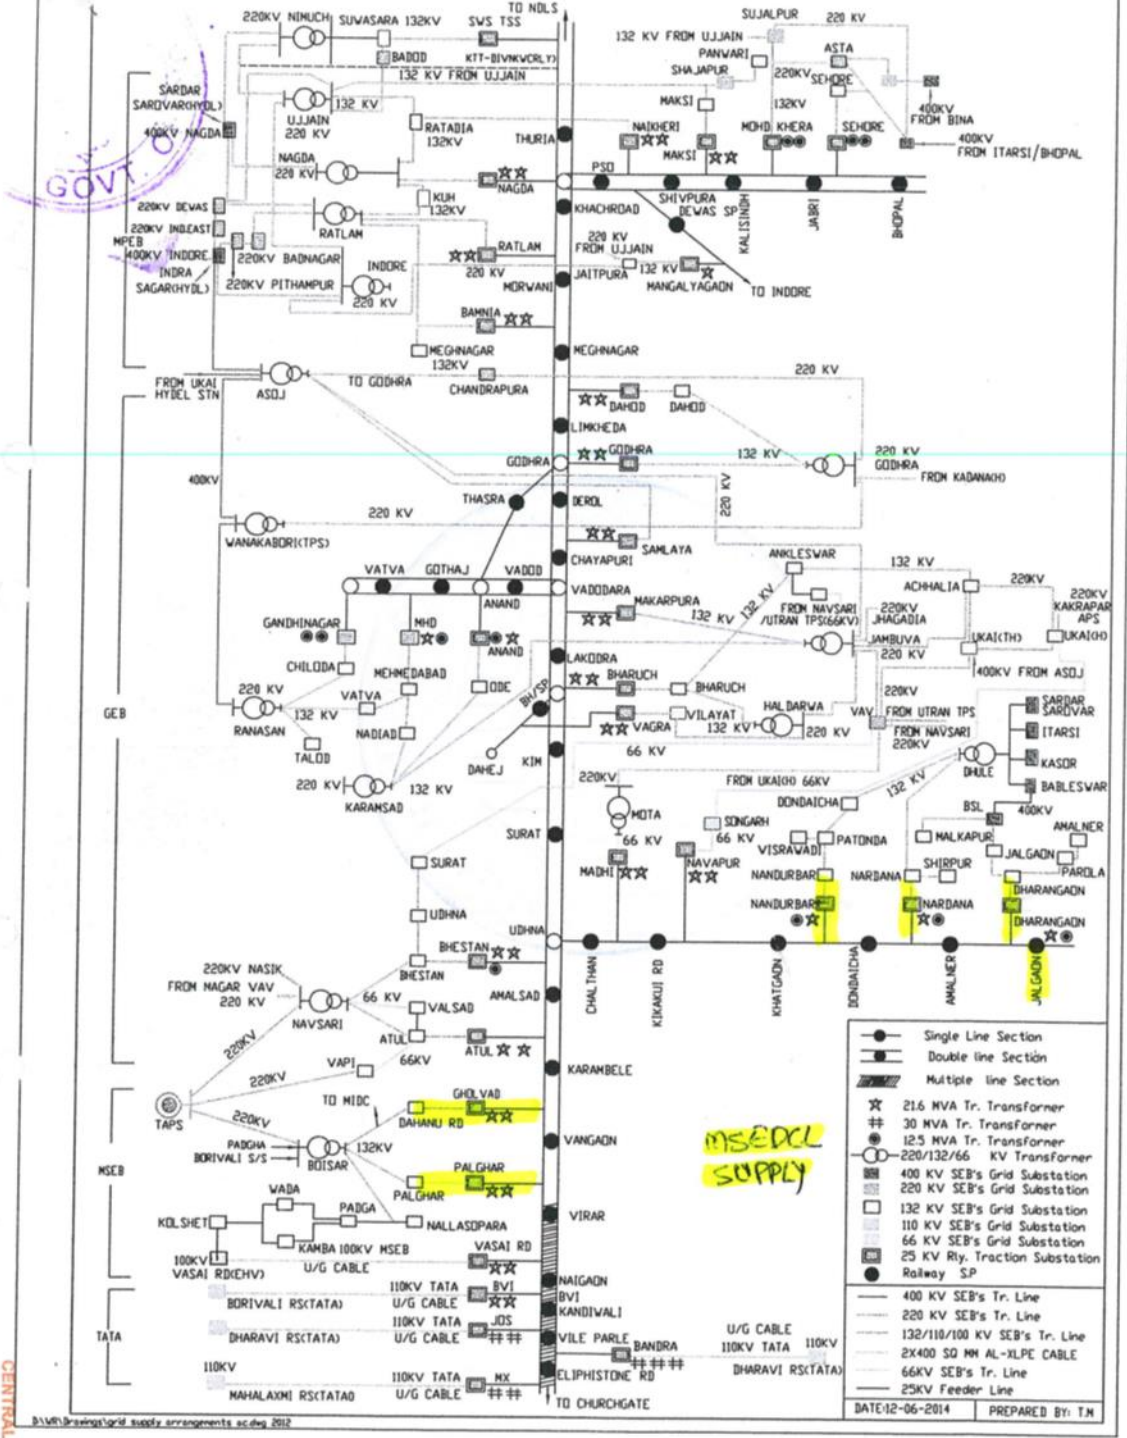 TO NDLS
220KV NIMUCH
SUWASARA 132KV
SWS TSS
BADOD
KTT-BIVNKWCRLY)
132 KV FROM UJJAIN
SUJALPUR
220 KV
132 KV FROM UJJAIN
PANWARI
ASTA
SHAJAPUR
220KV
SEHORE
400KV
FROM BINA
SARDAR
SAROVAR(HYDL)
400KV NAGDA
GOVT. O
UJJAIN
220 KV
132 KV
RATADIA
132KV
THURIA
MAKSI
132KV
NAIKHERI
MAKSI
MOHD KHERA
SEHORE
400KV
FROM ITARSI/BHOPAL
NAGDA
220 KV
NAGDA
PSO
KUH
132KV
KHACHROAD
SHIVPURA
DEWAS SP
KALISINDH
JABRI
BHOPAL
220KV DEWAS
220KV IND.EAST
MPEB
400KV INDORE
INDRA
SAGAR(HYDL)
220KV BADNAGAR
220KV PITHAMPUR
RATLAM
RATLAM
220 KV
INDORE
220 KV
MORWANI
JAITPURA
220 KV
FROM UJJAIN
132 KV
MANGALYAGAON
TO INDORE
BAMNIA
MEGHNAGAR
132KV
MEGHNAGAR
FROM UKAI
HYDEL STN
ASOJ
TO GODHRA
CHANDRAPURA
220 KV
DAHOD
DAHOD
LIMKHEDA
GODHRA
GODHRA
132 KV
220 KV
GODHRA
FROM KADANA(H)
400KV
THASRA
DEROL
220 KV
220 KV
WANAKABORI(TPS)
SAMLAYA
CHAYAPURI
VATVA
GOTHAJ
VADOD
ANAND
VADODARA
ANKLESWAR
132 KV
ACHHALIA
220KV
220KV
KAKRAPAR
APS
UKAI(H)
FROM NAVSARI
/UTRAN TPS(66KV)
MAKARPURA
132 KV
132 KV
220KV
JHAGADIA
JAMBUVA
220 KV
UKAI(TH)
400KV FROM ASOJ
GANDHINAGAR
MHD
ANAND
CHILODA
MEHMEDABAD
ODE
LAKODRA
BHARUCH
BHARUCH
BH/SP
GEB
220 KV
RANASAN
132 KV
VATVA
NADIAD
TALOD
VAGRA
VILAYAT
132 KV
HALDARWA
220 KV
VAV
220KV
FROM UTRAN TPS
FROM NAVSARI
220KV
SARDAR
SAROVAR
ITARSI
KASOR
BABLESWAR
DAHEJ
KIM
66 KV
220 KV
KARAMSAD
132 KV
220KV
FROM UKAI(H) 66KV
132 KV
DHULE
MOTA
66 KV
DONDAICHA
BSL
400KV
SONGARH
66 KV
VISRAWADI
PATONDA
MALKAPUR
AMALNER
JALGAON
PAROLA
SURAT
MADHI
NAVAPUR
NANDURBAR
NARDANA
SHIRPUR
DHARANGAON
SURAT
NANDURBAR
NARDANA
DHARANGAON
UDHNA
UDHNA
BHESTAN
BHESTAN
CHALTHAN
KIKAKUI RD
KHATGAON
DONDAICHA
AMALNER
JALGAON
220KV NASIK
FROM NAGAR VAV
220 KV
NAVSARI
66 KV
VALSAD
AMALSAD
ATUL
ATUL
66KV
220KV
VAPI
220KV
KARAMBELE
TAPS
220KV
TO MIDC
GHOLVAD
DAHANU RD
MSEB
PADGHA
BORIVALI S/S
BOISAR
132KV
VANGAON
PALGHAR
PALGHAR
MSEDCL
SUPPLY
WADA
KOLSHET
PADGA
NALLASOPARA
VIRAR
KAMBA 100KV MSEB
VASAI RD
100KV
VASAI RD(EHV)
U/G CABLE
NAIGAON
110KV TATA
BVI
BVI
BORIVALI RS(TATA)
U/G CABLE
KANDIWALI
TATA
110KV TATA
JOS
DHARAVI RS(TATA)
U/G CABLE
VILE PARLE
BANDRA
U/G CABLE
110KV TATA
110KV
DHARAVI RS(TATA)
110KV
110KV TATA
MX
ELIPHISTONE RD
MAHALAXMI RS(TATA0
U/G CABLE
TO CHURCHGATE
Single Line Section
Double line Section
Multiple line Section
21.6 MVA Tr. Transformer
30 MVA Tr. Transformer
12.5 MVA Tr. Transformer
220/132/66 KV Transformer
400 KV SEB's Grid Substation
220 KV SEB's Grid Substation
132 KV SEB's Grid Substation
110 KV SEB's Grid Substation
66 KV SEB's Grid Substation
25 KV Rly. Traction Substation
Railway S.P
400 KV SEB's Tr. Line
220 KV SEB's Tr. Line
132/110/100 KV SEB's Tr. Line
2X400 SQ MM AL-XLPE CABLE
66KV SEB's Tr. Line
25KV Feeder Line
DATE:12-06-2014
PREPARED BY: T.M
D:\WR\Drawings\grid supply arrangements ac.dwg 2012
CENTRAL